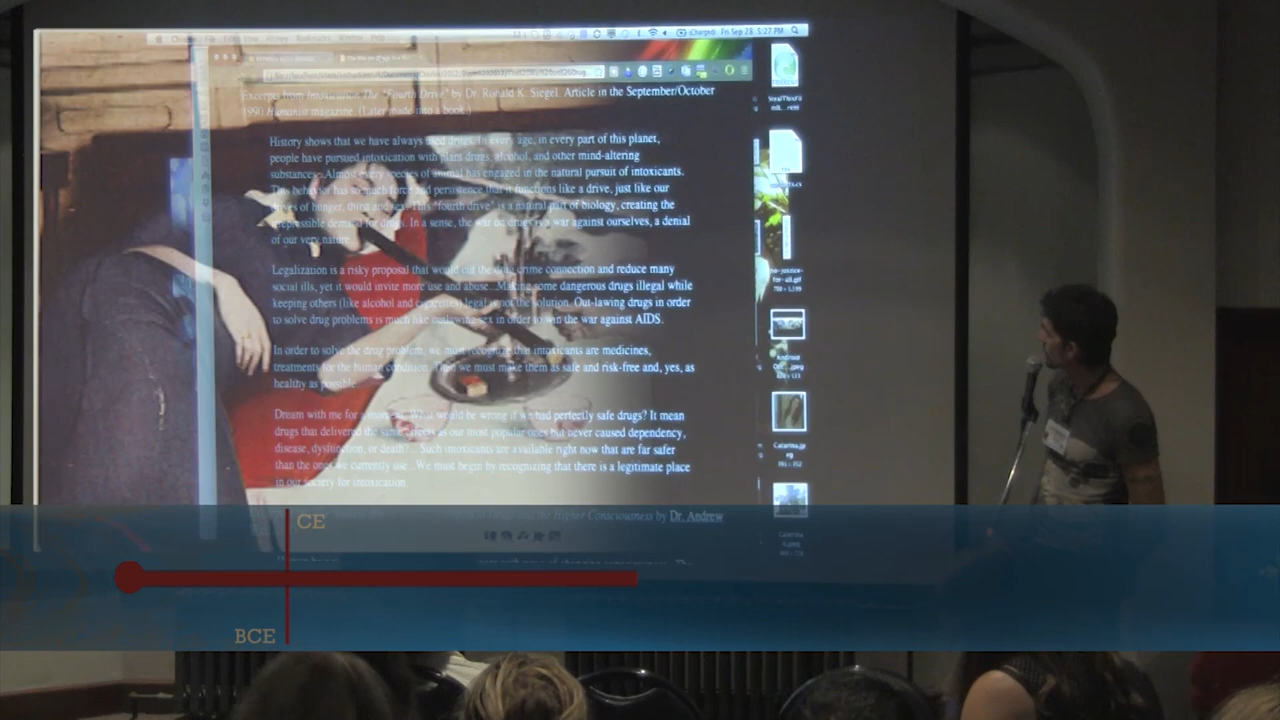 (Charged) Fri Sep 28 5:27 PM
Excerpts from Intoxication: The "Fourth Drive" by Dr. Ronald K. Siegel. Article in the September/October
1990 Humanist magazine. (Later made into a book.)
History shows that we have always used drugs. In every age, in every part of this planet,
people have pursued intoxication with plant drugs, alcohol, and other mind-altering
substances. Almost every species of animal has engaged in the natural pursuit of intoxicants.
This behavior has so much force and persistence that it functions like a drive, just like our
drives of hunger, thirst and sex. This "fourth drive" is a natural part of biology, creating the
irrepressible demand for drugs. In a sense, the war on drugs is a war against ourselves, a denial
of our very nature.
Legalization is a risky proposal that would cut the drug crime connection and reduce many
social ills, yet it would invite more use and abuse...Making some dangerous drugs illegal while
keeping others (like alcohol and cigarettes) legal is not the solution. Out-lawing drugs in order
to solve drug problems is much like outlawing sex in order to win the war against AIDS.
In order to solve the drug problem, we must recognize that intoxicants are medicines,
treatments for the human condition. Then we must make them as safe and risk-free and, yes, as
healthy as possible.
Dream with me for a moment. What would be wrong if we had perfectly safe drugs? It mean
drugs that delivered the same effects as our most popular ones but never caused dependency,
disease, dysfunction, or death?... Such intoxicants are available right now that are far safer
than the ones we currently use...We must begin by recognizing that there is a legitimate place
in our society for intoxication.
Higher Consciousness by Dr. Andrew
CE
BCE